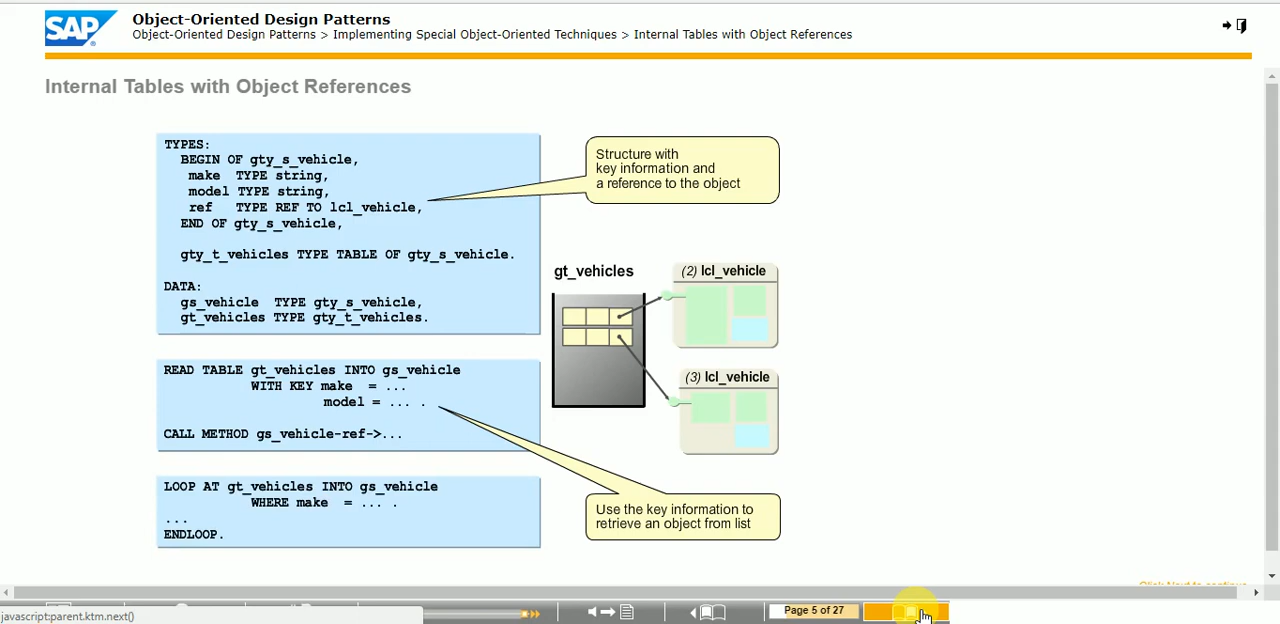 SAP
®
Object-Oriented Design Patterns
Object-Oriented Design Patterns > Implementing Special Object-Oriented Techniques > Internal Tables with Object References
Internal Tables with Object References
TYPES:
BEGIN OF gty_s_vehicle,
make TYPE string,
model TYPE string,
ref TYPE REF TO lcl_vehicle,
END OF gty_s_vehicle,
gty_t_vehicles TYPE TABLE OF gty_s_vehicle.
DATA:
gs_vehicle TYPE gty_s_vehicle,
gt_vehicles TYPE gty_t_vehicles.
Structure with
key information and
a reference to the object
gt_vehicles
(2) lcl_vehicle
(3) lcl_vehicle
READ TABLE gt_vehicles INTO gs_vehicle
WITH KEY make = ...
model = ... .
CALL METHOD gs_vehicle-ref->...
LOOP AT gt_vehicles INTO gs_vehicle
WHERE make = ... .
...
ENDLOOP.
Use the key information to
retrieve an object from list
Click Next to continue
Page 5 of 27
javascript:parent.ktm.next()